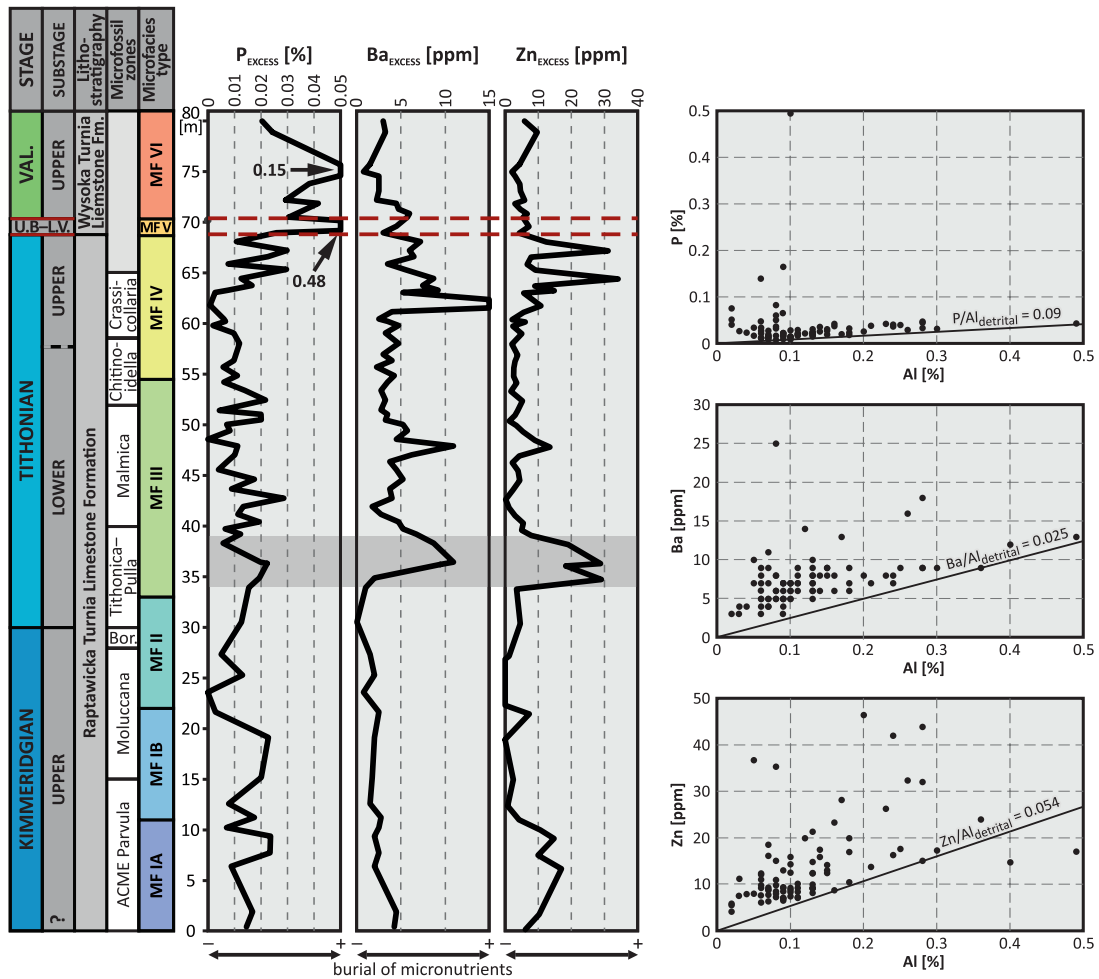 STAGE
SUBSTAGE
Litho-
stratigraphy
Microfossil
zones
Microfacies
type
VAL.
UPPER
Wysoka Turnia
Liemstone Fm.
MF VI
U.B–L.V.
MF V
TITHONIAN
UPPER
LOWER
Raptawicka Turnia Limestone Formation
Crassi-
collaria
Chitino-
idella
Malmica
Tithonica–
Pulla
MF IV
MF III
KIMMERIDGIAN
UPPER
?
Bor.
Moluccana
ACME Parvula
MF II
MF IB
MF IA
P EXCESS [%]
0 0.01 0.02 0.03 0.04 0.05
Ba EXCESS [ppm]
0 5 10 15
Zn EXCESS [ppm]
0 10 20 30 40
80
[m]
75
70
65
60
55
50
45
40
35
30
25
20
15
10
5
0
0.15
0.48
– +
– +
– +
burial of micronutrients
P [%]
0.5
0.4
0.3
0.2
0.1
0
P/Al detrital = 0.09
0 0.1 0.2 0.3 0.4 0.5
Al [%]
Ba [ppm]
30
25
20
15
10
5
0
Ba/Al detrital = 0.025
0 0.1 0.2 0.3 0.4 0.5
Al [%]
Zn [ppm]
50
40
30
20
10
0
Zn/Al detrital = 0.054
0 0.1 0.2 0.3 0.4 0.5
Al [%]